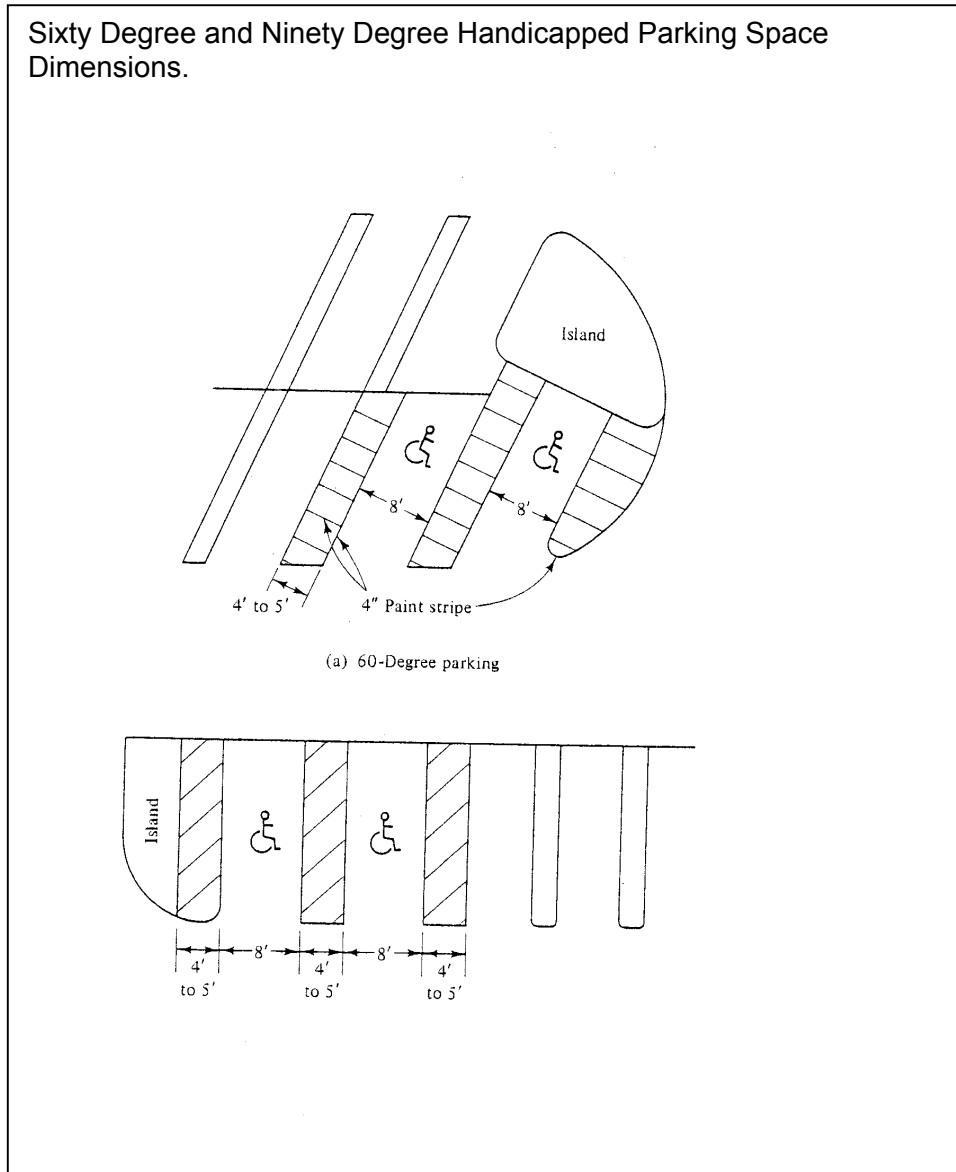 Sixty Degree and Ninety Degree Handicapped Parking Space
Dimensions.
Island
8'
8'
4' to 5'
4" Paint stripe
(a) 60-Degree parking
Island
4'
to 5'
8'
4'
to 5'
8'
4'
to 5'